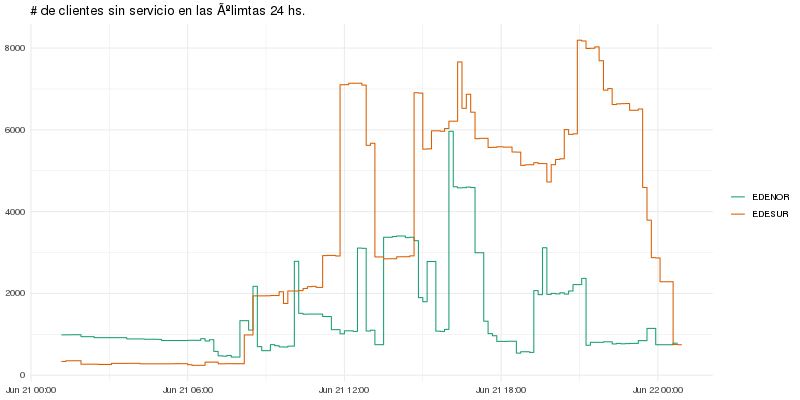 # de clientes sin servicio en las Ãºlimtas 24 hs.
8000
6000
4000
2000
0
Jun 21 00:00
Jun 21 06:00
Jun 21 12:00
Jun 21 18:00
Jun 22 00:00
EDENOR
EDESUR